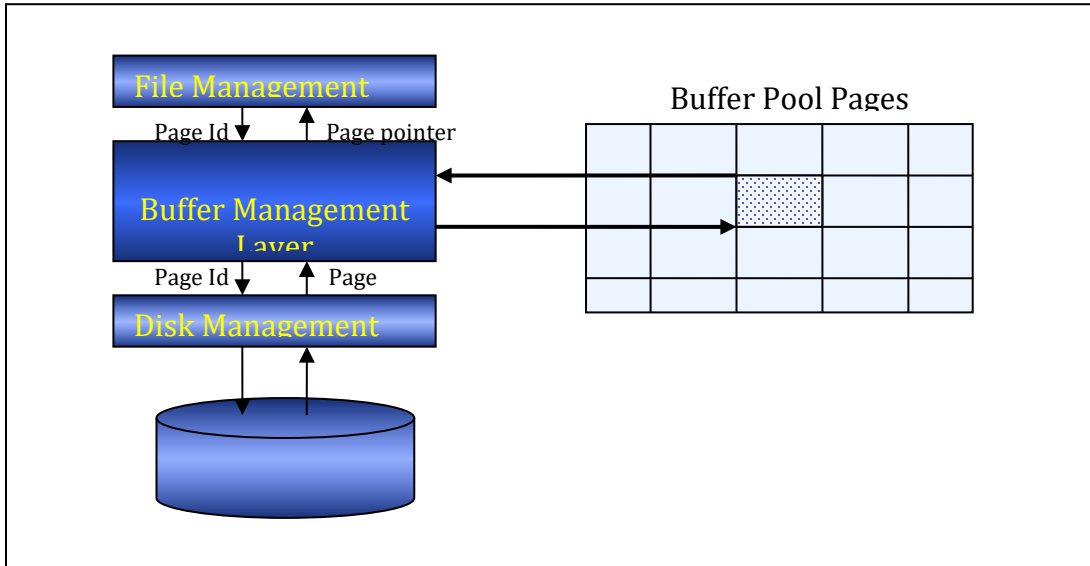 File Management
Buffer Pool Pages
Page Id
Page pointer
Buffer Management
Layer
Page Id
Page
Disk Management